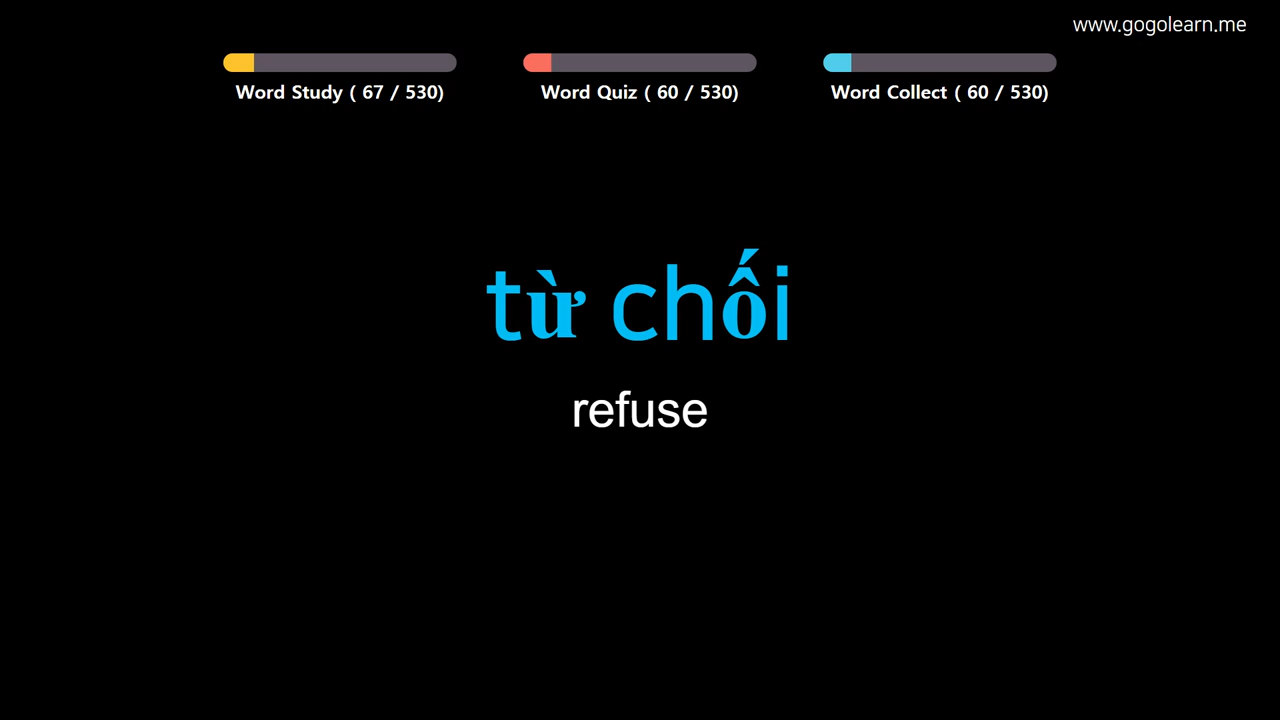 www.gogolearn.me
Word Study ( 67 / 530)
Word Quiz ( 60 / 530)
Word Collect ( 60 / 530)
từ chối
refuse